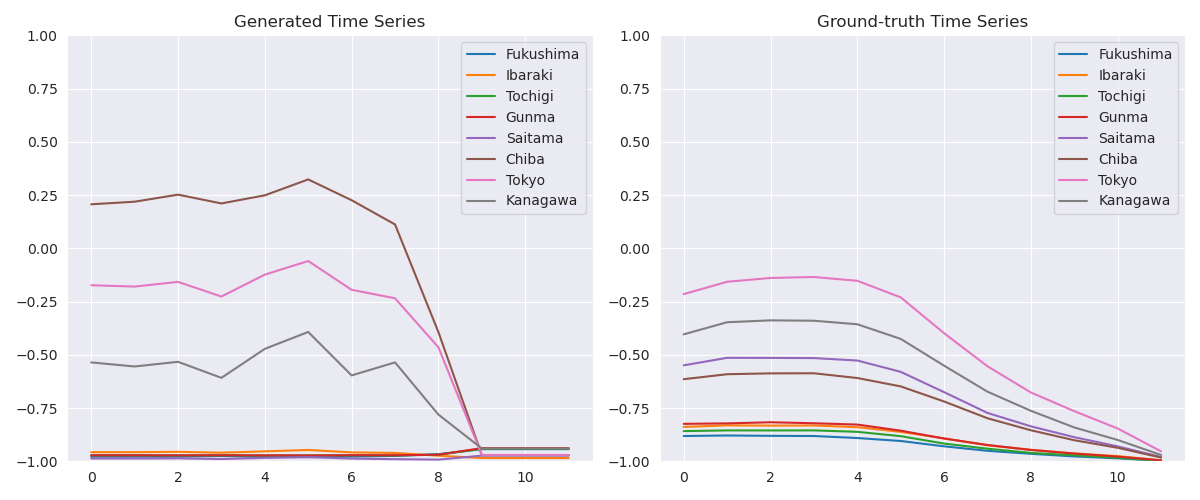 Generated Time Series
1.00
0.75
0.50
0.25
0.00
−0.25
−0.50
−0.75
−1.00
0 2 4 6 8 10
Fukushima
Ibaraki
Tochigi
Gunma
Saitama
Chiba
Tokyo
Kanagawa
Ground-truth Time Series
1.00
0.75
0.50
0.25
0.00
−0.25
−0.50
−0.75
−1.00
0 2 4 6 8 10
Fukushima
Ibaraki
Tochigi
Gunma
Saitama
Chiba
Tokyo
Kanagawa